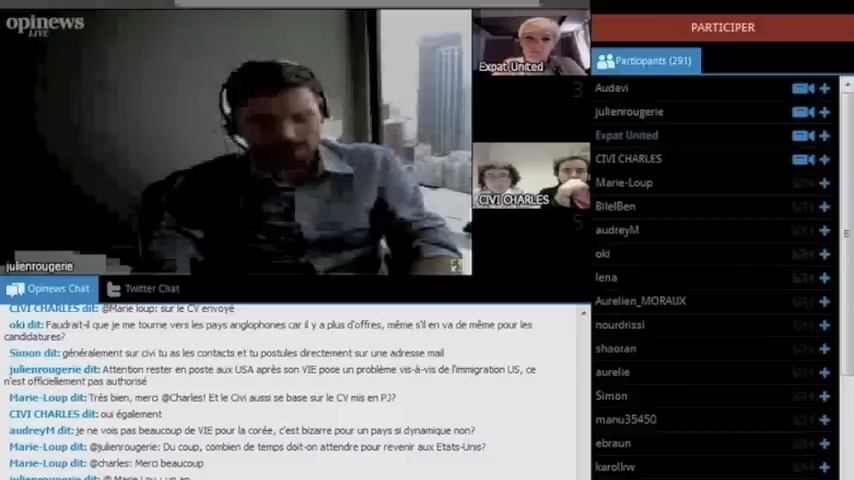 opinews
LIVE
Expat United
3
CIVI CHARLES
5
julienrougerie
PARTICIPER
Participants (291)
Audavi
julienrougerie
Expat United
CIVI CHARLES
Marie-Loup
BilelBen
audreyM
oki
lena
Aurelien_MORAUX
nourdrissi
shaoran
aurelie
Simon
manu35450
ebraun
karollrw
Opinews Chat
Twitter Chat
CIVI CHARLES dit: @Marie loup: sur le CV envoyé
oki dit: Faudrait-il que je me tourne vers les pays anglophones car il y a plus d'offres, même s'il en va de même pour les
candidatures?
Simon dit: généralement sur civi tu as les contacts et tu postules directement sur une adresse mail
julienrougerie dit: Attention rester en poste aux USA après son VIE pose un problème vis-à-vis de l'immigration US, ce
n'est officiellement pas authorisé
Marie-Loup dit: Très bien, merci @Charles! Et le Civi aussi se base sur le CV mis en PJ?
CIVI CHARLES dit: oui également
audreyM dit: je ne vois pas beaucoup de VIE pour la corée, c'est bizarre pour un pays si dynamique non?
Marie-Loup dit: @julienrougerie: Du coup, combien de temps doit-on attendre pour revenir aux Etats-Unis?
Marie-Loup dit: @charles: Merci beaucoup
julienrougerie dit: @ Marie Lou : un an